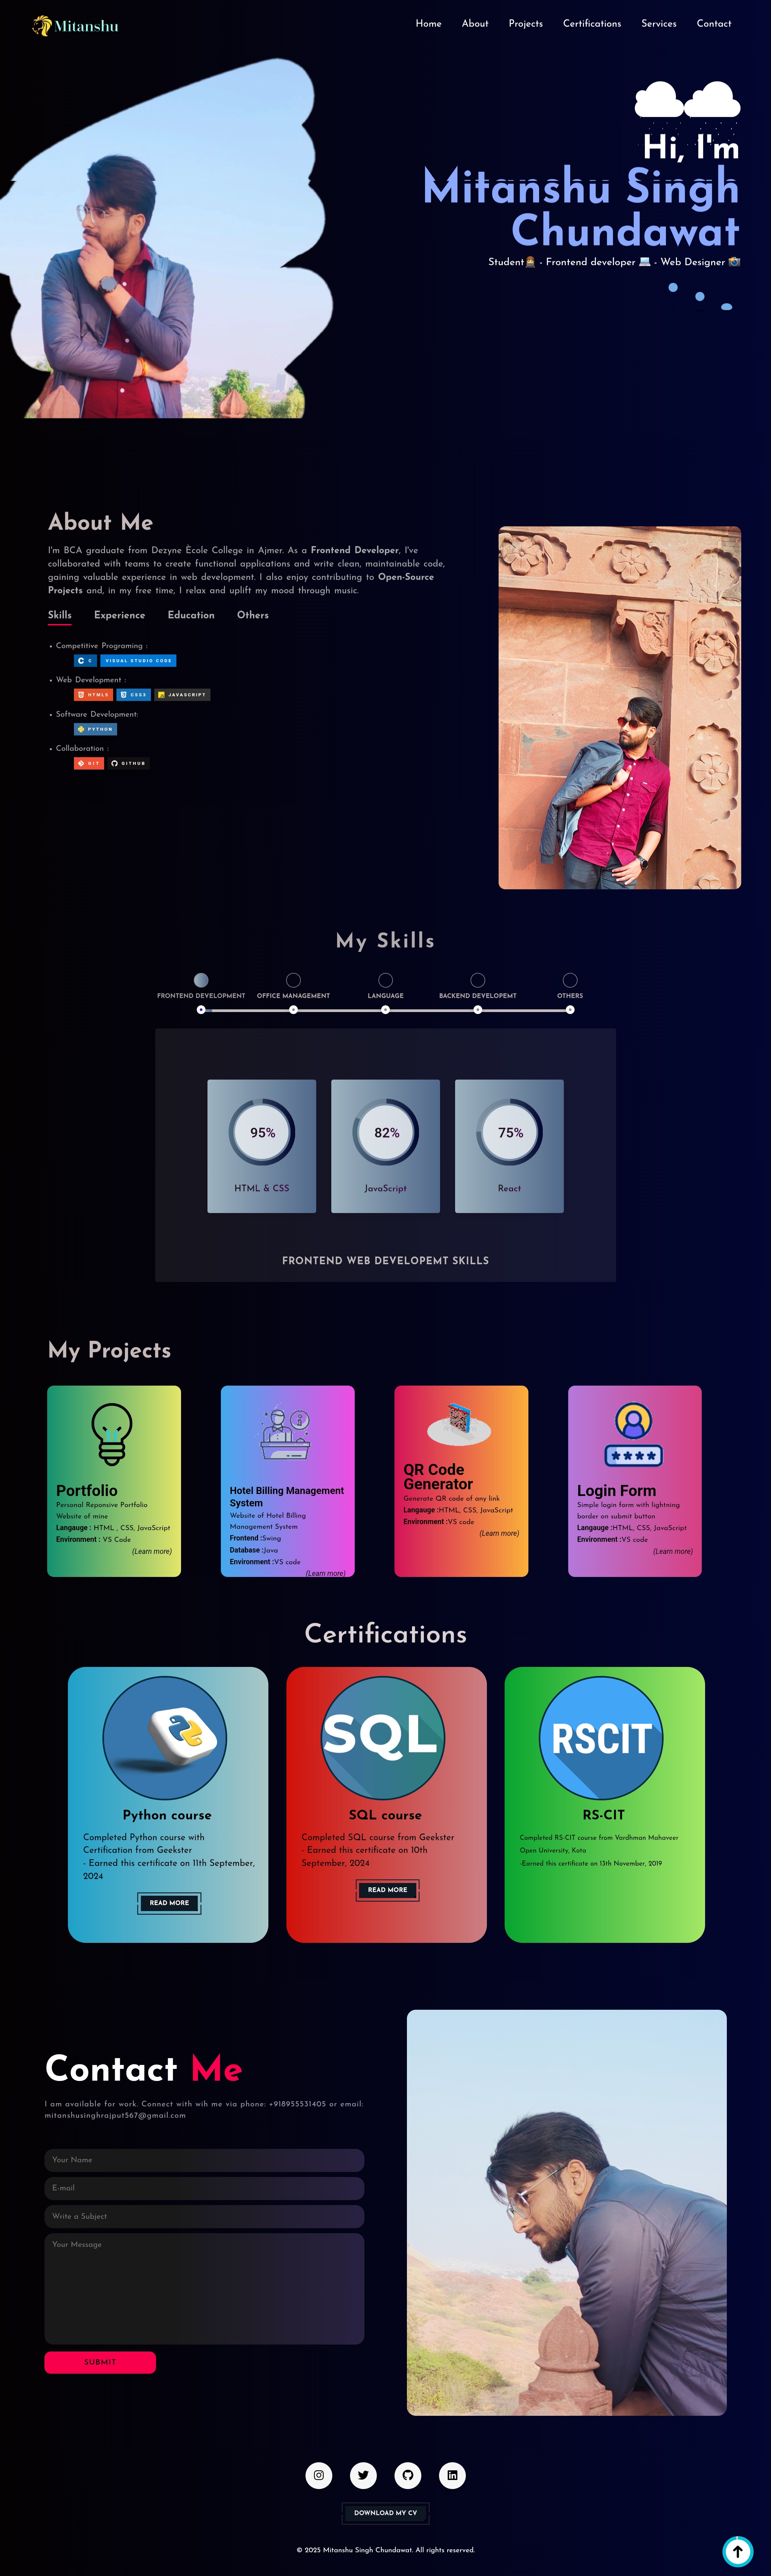 Mitanshu
Home About Projects Certifications Services Contact
Hi, I'm
Mitanshu Singh
Chundawat
Student - Frontend developer - Web Designer
About Me
I'm BCA graduate from Dezyne École College in Ajmer. As a Frontend Developer, I've
collaborated with teams to create functional applications and write clean, maintainable code,
gaining valuable experience in web development. I also enjoy contributing to Open-Source
Projects and, in my free time, I relax and uplift my mood through music.
Skills Experience Education Others
• Competitive Programing :
C VISUAL STUDIO CODE
• Web Development :
HTML5 CSS3 JAVASCRIPT
• Software Development:
PYTHON
• Collaboration :
GIT GITHUB
My Skills
FRONTEND DEVELOPMENT OFFICE MANAGEMENT LANGUAGE BACKEND DEVELOPEMT OTHERS
95% 82% 75%
HTML & CSS JavaScript React
FRONTEND WEB DEVELOPEMT SKILLS
My Projects
Portfolio
Personal Reponsive Portfolio
Website of mine
Langauge : HTML , CSS, JavaScript
Environment : VS Code
(Learn more)
Hotel Billing Management
System
Website of Hotel Billing
Management System
Frontend :Swing
Database :Java
Environment :VS code
(Learn more)
QR Code
Generator
Generate QR code of any link
Langauge :HTML, CSS, JavaScript
Environment :VS code
(Learn more)
Login Form
Simple login form with lightning
border on submit button
Langauge :HTML, CSS, JavaScript
Environment :VS code
(Learn more)
Certifications
Python course
Completed Python course with
Certification from Geekster
- Earned this certificate on 11th September,
2024
READ MORE
SQL
SQL course
Completed SQL course from Geekster
- Earned this certificate on 10th
September, 2024
READ MORE
RSCIT
RS-CIT
Completed RS-CIT course from Vardhman Mahaveer
Open University, Kota
-Earned this certificate on 13th November, 2019
Contact Me
I am available for work. Connect with wih me via phone: +918955531405 or email:
mitanshusinghrajput567@gmail.com
Your Name
E-mail
Write a Subject
Your Message
SUBMIT
DOWNLOAD MY CV
© 2025 Mitanshu Singh Chundawat. All rights reserved.